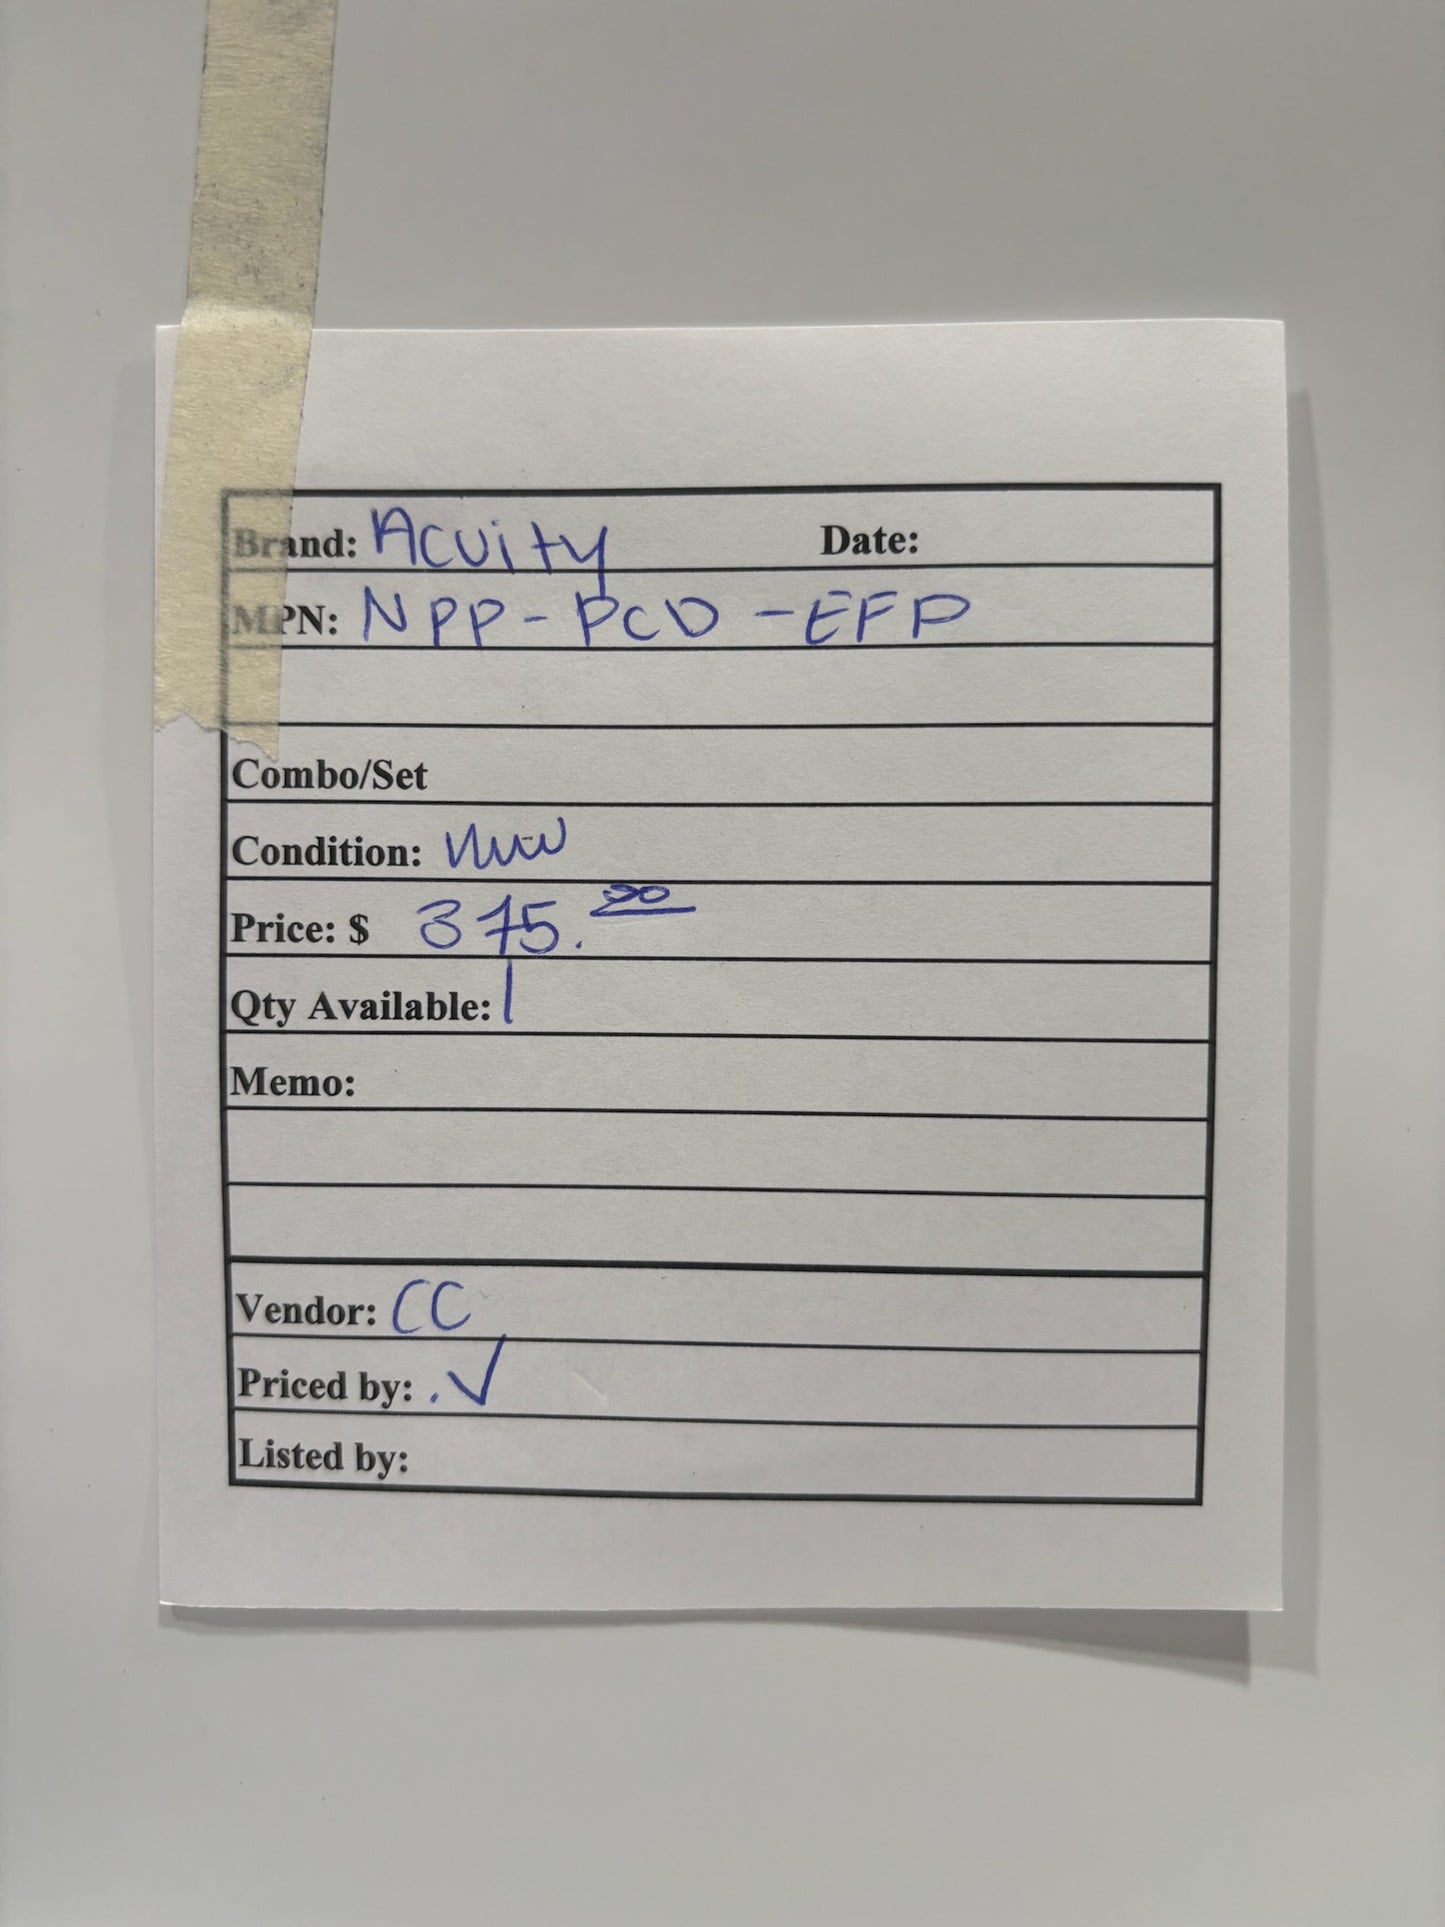 Brand: Acuity Date:
MPN: NPP-PCD-EFP
Combo/Set
Condition: New
Price: $ 375.00
Qty Available: 1
Memo:
Vendor: CC
Priced by: .✓
Listed by: